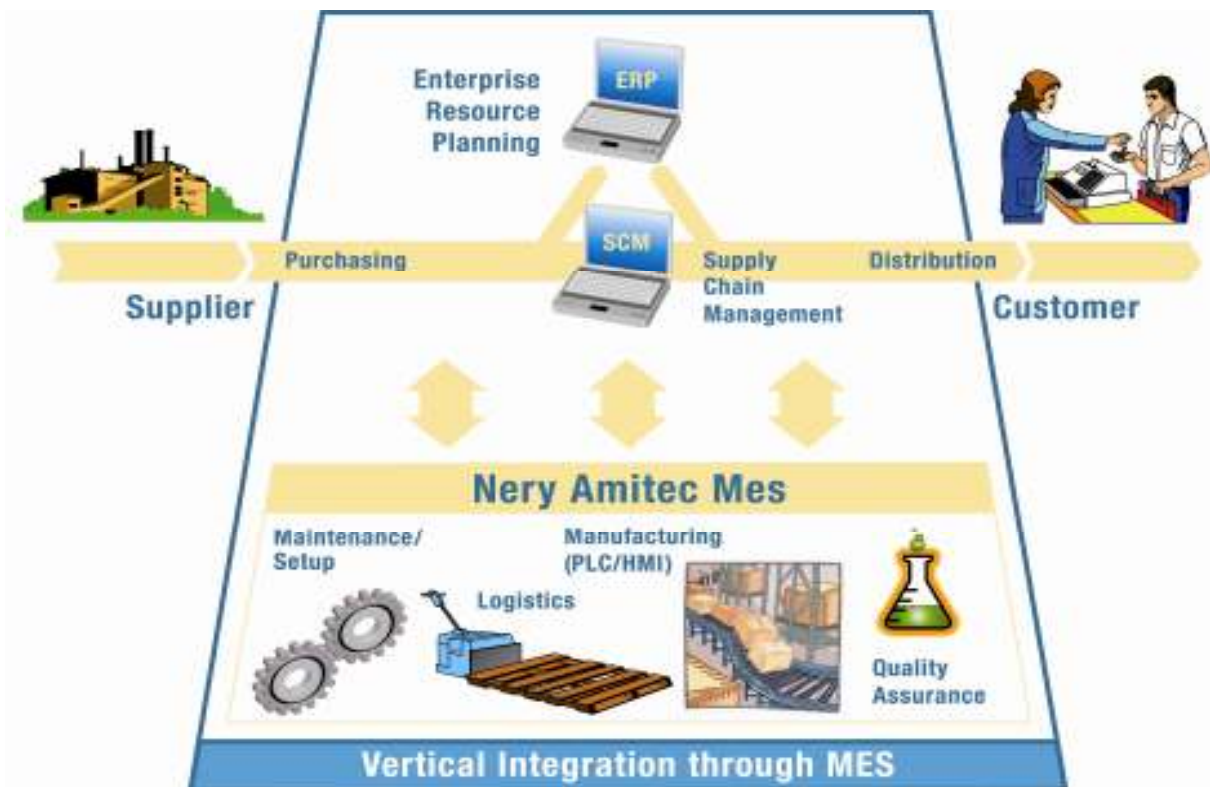 Enterprise
Resource
Planning
ERP
SCM
Purchasing
Supply
Chain
Management
Distribution
Supplier
Customer
Nery Amitec Mes
Maintenance/
Setup
Logistics
Manufacturing
(PLC/HMI)
Quality
Assurance
Vertical Integration through MES